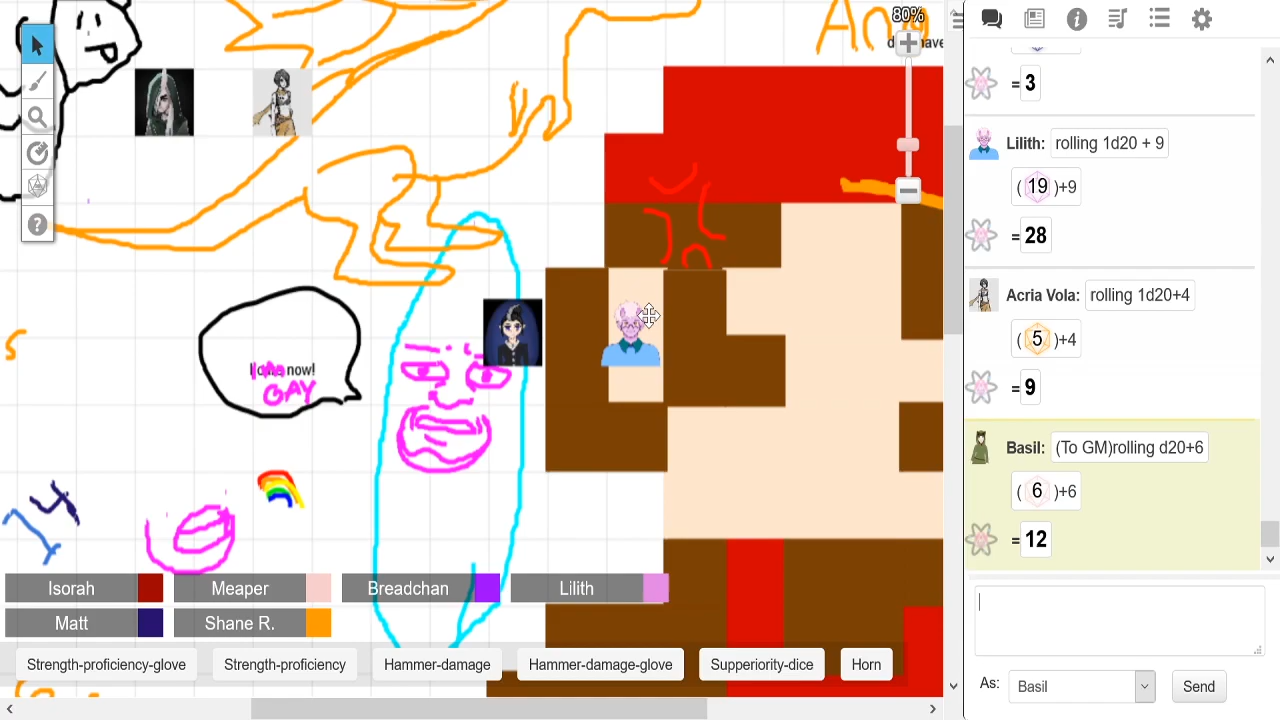 80%
= 3
Lilith: rolling 1d20 + 9
(19)+9
= 28
Acria Vola: rolling 1d20+4
(5)+4
= 9
Basil: (To GM)rolling d20+6
(6)+6
= 12
now!
I'm
GAY
14
Isorah
Meaper
Breadchan
Lilith
Matt
Shane R.
Strength-proficiency-glove
Strength-proficiency
Hammer-damage
Hammer-damage-glove
Supperiority-dice
Horn
As: Basil
Send